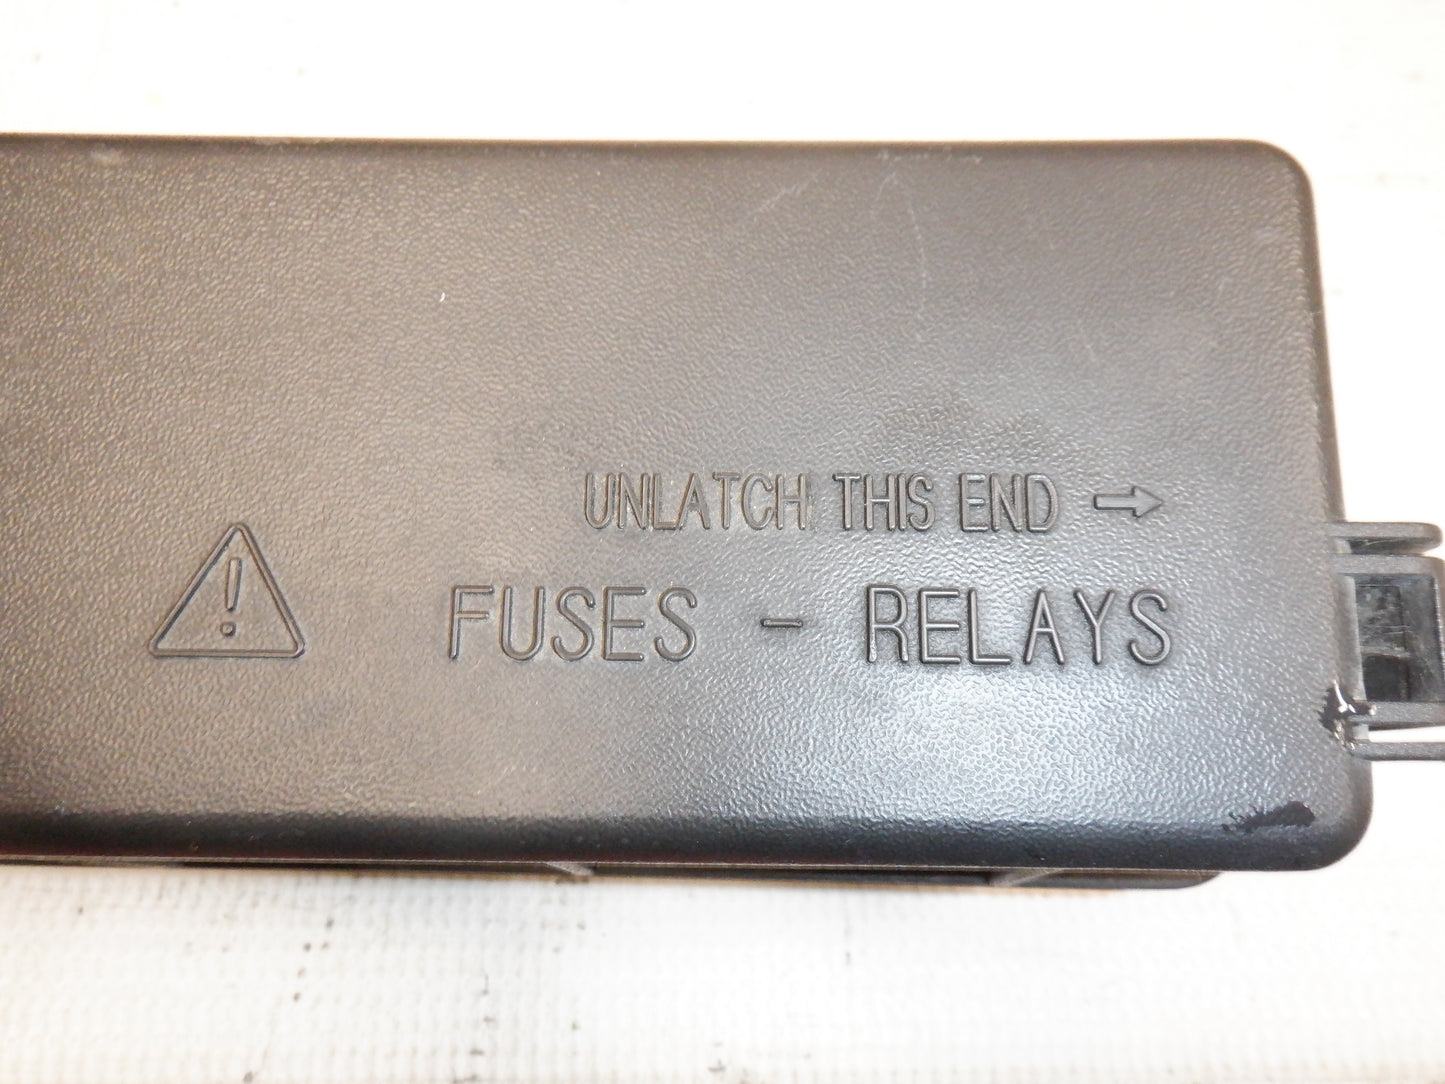 UNLATCH THIS END →
FUSES - RELAYS